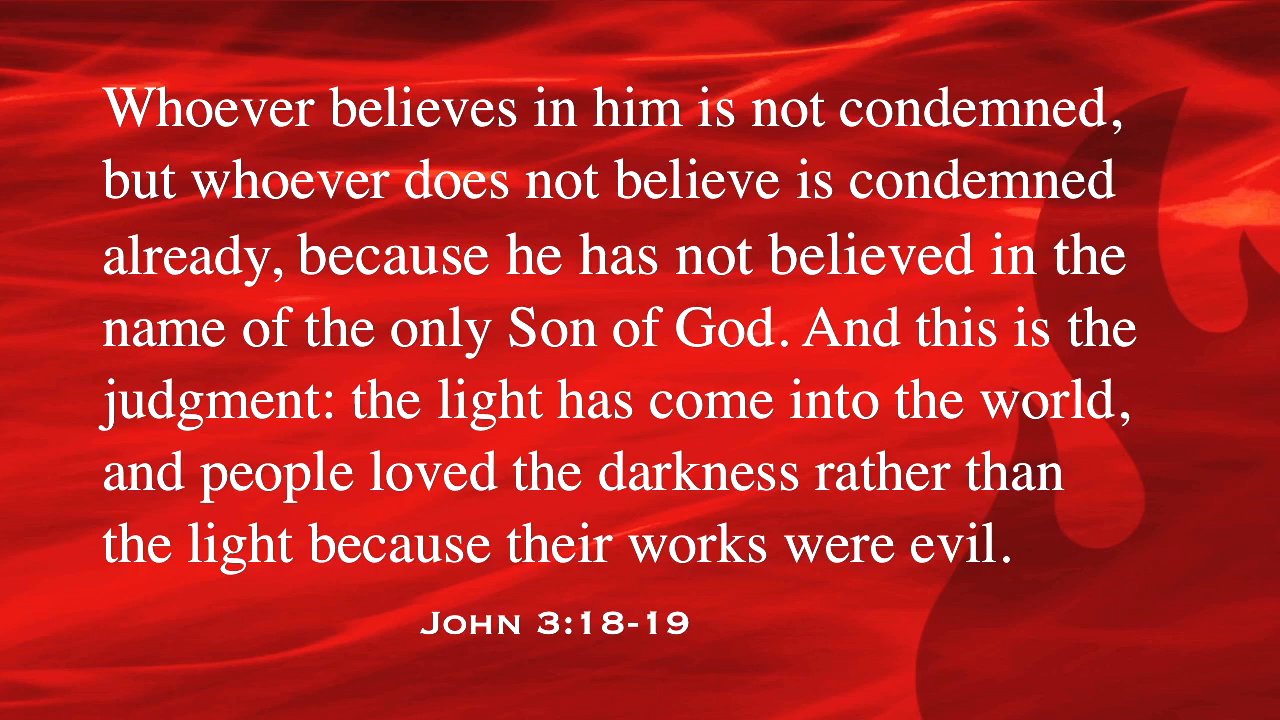 Whoever believes in him is not condemned,
but whoever does not believe is condemned
already, because he has not believed in the
name of the only Son of God. And this is the
judgment: the light has come into the world,
and people loved the darkness rather than
the light because their works were evil.
John 3:18-19